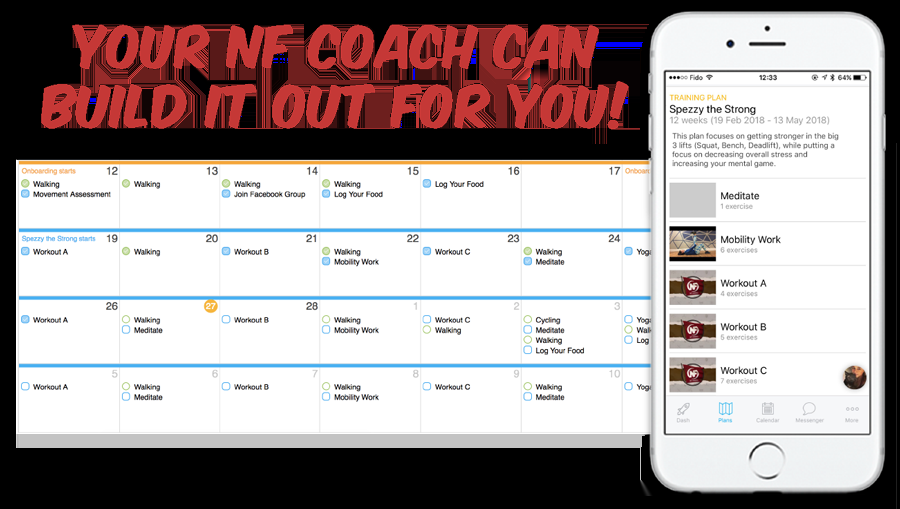 YOUR NF COACH CAN
BUILD IT OUT FOR YOU!
Onboarding starts 12 13 14 15 16 17 Onboar
Walking Walking Walking Walking Log Your Food
Movement Assessment Join Facebook Group Log Your Food
Spezzy the Strong starts 19 20 21 22 23 24
Workout A Walking Workout B Walking Workout C Walking Yoga
Mobility Work Meditate
26 27 28 1 2 3
Workout A Walking Workout B Walking Workout C Cycling Yoga
Meditate Mobility Work Walking Meditate Wal
Walking Log
Log Your Food
5 6 7 8 9 10
Workout A Walking Workout B Walking Workout C Walking Yoga
Meditate Mobility Work Meditate
Fido 12:33 64%
TRAINING PLAN
Spezzy the Strong
12 weeks (19 Feb 2018 - 13 May 2018)
This plan focuses on getting stronger in the big
3 lifts (Squat, Bench, Deadlift), while putting a
focus on decreasing overall stress and
increasing your mental game.
Meditate
1 exercise
Mobility Work
6 exercises
Workout A
4 exercises
Workout B
5 exercises
Workout C
7 exercises
Dash Plans Calendar Messenger More